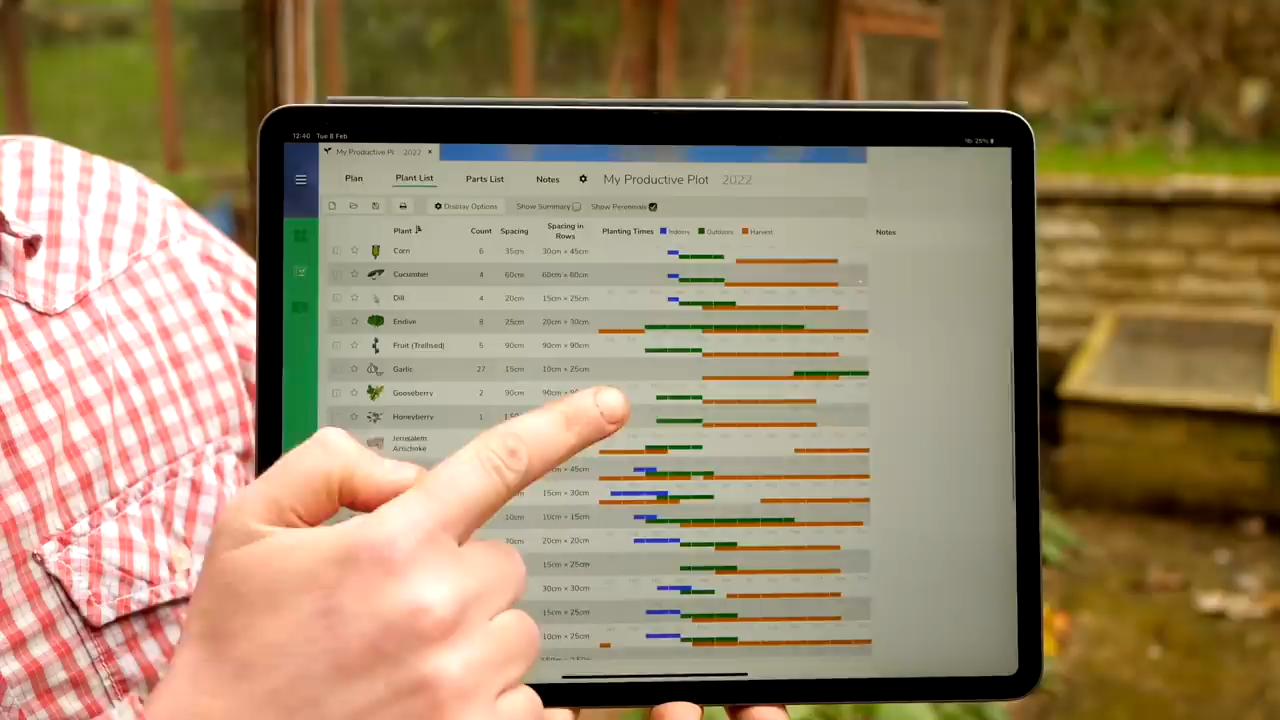 12:40 Tue 8 Feb 25%
My Productive Pl 2022 ×
Plan Plant List Parts List Notes My Productive Plot 2022
Display Options Show Summary Show Perennials
Plant Count Spacing Spacing in Rows Planting Times Indoors Outdoors Harvest Notes
Corn 6 35cm 30cm × 45cm
Cucumber 4 60cm 60cm × 60cm
Dill 4 20cm 15cm × 25cm
Endive 8 25cm 20cm × 30cm
Fruit (Trellised) 5 90cm 90cm × 90cm
Garlic 27 15cm 10cm × 25cm
Gooseberry 2 90cm 90cm ×
Honeyberry 1
Jerusalem Artichoke
× 45cm
15cm × 30cm
10cm 10cm × 15cm
20cm × 20cm
15cm × 25cm
30cm × 30cm
15cm × 25cm
10cm × 25cm